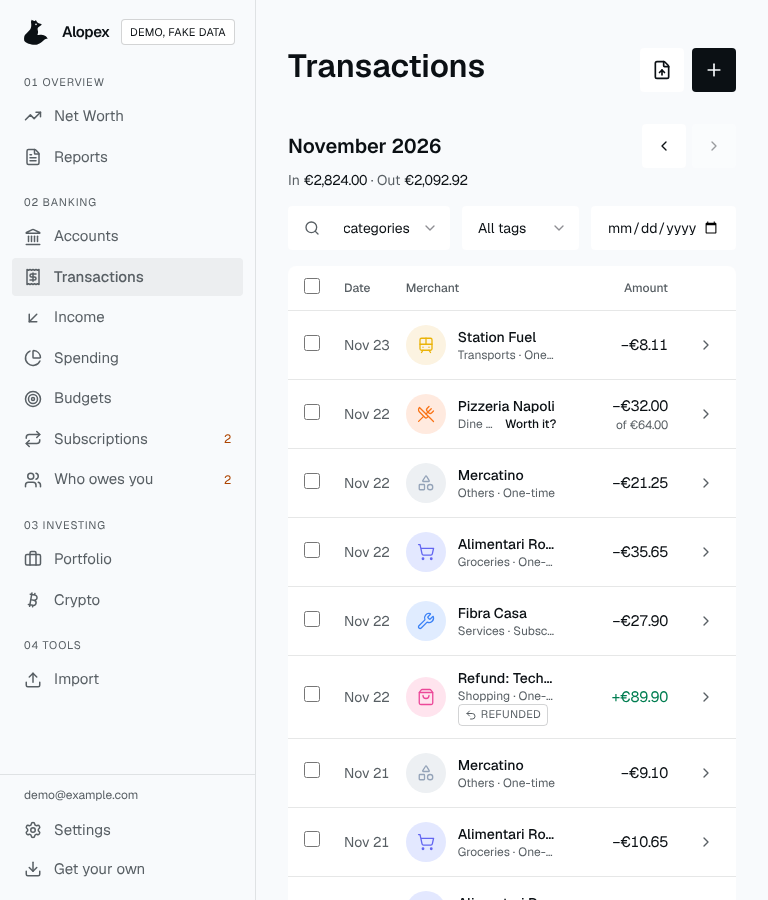 Alopex
DEMO, FAKE DATA
01 OVERVIEW
Net Worth
Reports
02 BANKING
Accounts
Transactions
Income
Spending
Budgets
Subscriptions 2
Who owes you 2
03 INVESTING
Portfolio
Crypto
04 TOOLS
Import
demo@example.com
Settings
Get your own
Transactions
November 2026
In €2,824.00 · Out €2,092.92
categories All tags mm/dd/yyyy
Date Merchant Amount
Nov 23 Station Fuel −€8.11
Transports · One…
Nov 22 Pizzeria Napoli −€32.00
Dine … Worth it? of €64.00
Nov 22 Mercatino −€21.25
Others · One-time
Nov 22 Alimentari Ro… −€35.65
Groceries · One-…
Nov 22 Fibra Casa −€27.90
Services · Subsc…
Nov 22 Refund: Tech… +€89.90
Shopping · One-…
REFUNDED
Nov 21 Mercatino −€9.10
Others · One-time
Nov 21 Alimentari Ro… −€10.65
Groceries · One-…